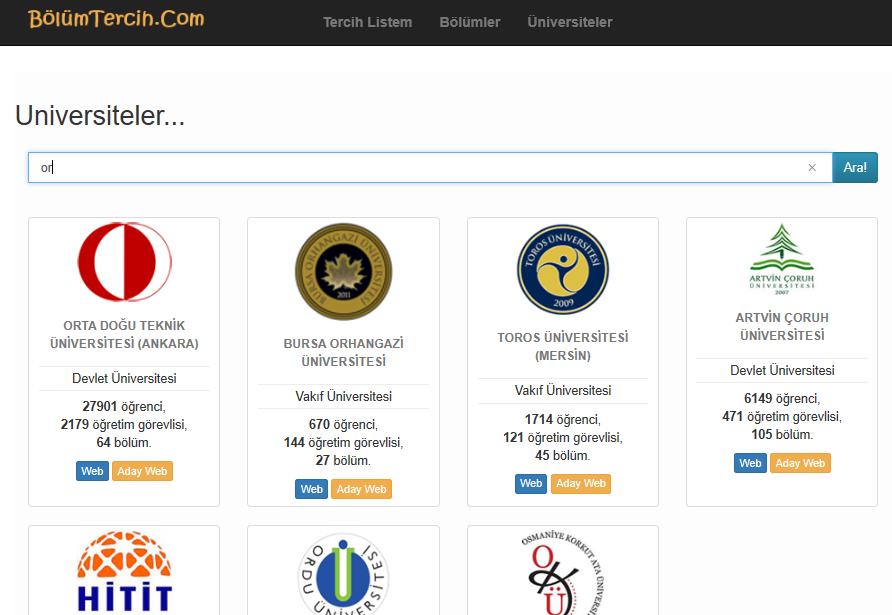 BölümTercih.Com
Tercih Listem Bölümler Üniversiteler
Universiteler...
or × Ara!
BURSA ORHANGAZİ ÜNİVERSİTESİ
2011
TOROS ÜNİVERSİTESİ
2009
ARTVİN ÇORUH
ÜNİVERSİTESİ
2007
ORTA DOĞU TEKNİK
ÜNİVERSİTESİ (ANKARA)
Devlet Üniversitesi
27901 öğrenci,
2179 öğretim görevlisi,
64 bölüm.
Web Aday Web
BURSA ORHANGAZİ
ÜNİVERSİTESİ
Vakıf Üniversitesi
670 öğrenci,
144 öğretim görevlisi,
27 bölüm.
Web Aday Web
TOROS ÜNİVERSİTESİ
(MERSİN)
Vakıf Üniversitesi
1714 öğrenci,
121 öğretim görevlisi,
45 bölüm.
Web Aday Web
ARTVİN ÇORUH
ÜNİVERSİTESİ
Devlet Üniversitesi
6149 öğrenci,
471 öğretim görevlisi,
105 bölüm.
Web Aday Web
HİTİT
ORDU ÜNİVERSİTESİ
OSMANİYE KORKUT ATA
OKÜ